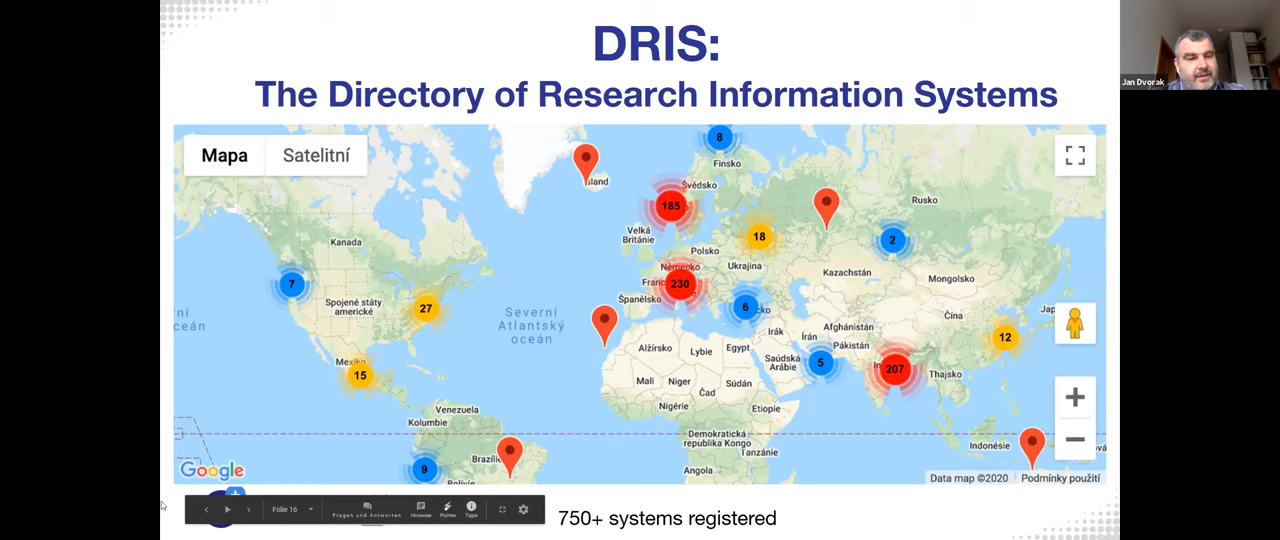 DRIS:
The Directory of Research Information Systems
Jan Dvorak
Mapa
Satelitní
8
Finsko
Island
Švédsko
185
Rusko
Velká
Británie
18
2
Kanada
Polsko
Německo
Ukrajina
Kazachstán
Mongolsko
7
230
Spojené státy
americké
27
Severní
Atlantský
oceán
Španělsko
6
Čína
Irák
Írán
Afghánistán
Pákistán
12
Alžírsko
Lybie
Egypt
Saúdská
Arábie
5
207
Thajsko
Mexiko
15
Mali
Niger
Čad
Súdán
Nigérie
Etiopie
Venezuela
Kolumbie
Demokratická
republika Kongo
Tanzánie
Indonésie
9
Brazílie
Bolívie
Angola
Google
Data map ©2020
Podmínky použití
Folie 16
Fragen und Antworten
Hinweise
Pointer
Tipps
750+ systems registered